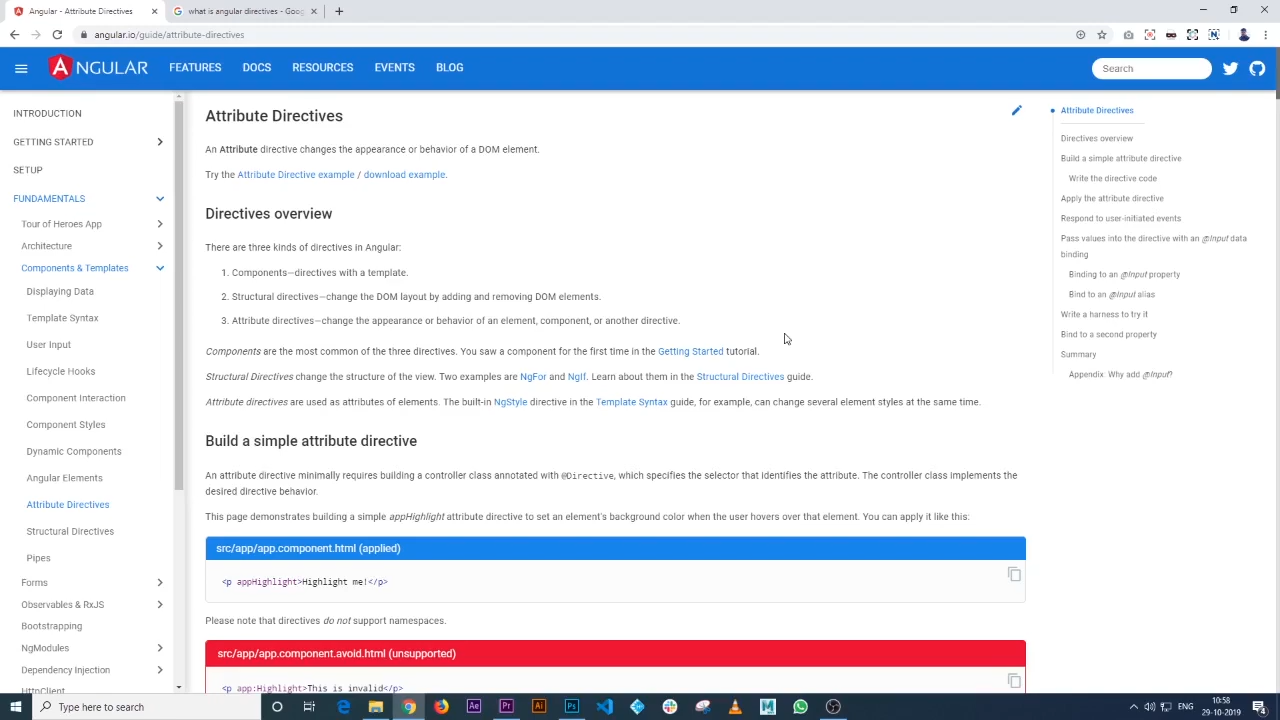 Angular - Attribute Directives
what is angular directives - Goog
angular.io/guide/attribute-directives
ANGULAR
FEATURES
DOCS
RESOURCES
EVENTS
BLOG
Search
INTRODUCTION
GETTING STARTED
SETUP
FUNDAMENTALS
Tour of Heroes App
Architecture
Components & Templates
Displaying Data
Template Syntax
User Input
Lifecycle Hooks
Component Interaction
Component Styles
Dynamic Components
Angular Elements
Attribute Directives
Structural Directives
Pipes
Forms
Observables & RxJS
Bootstrapping
NgModules
Dependency Injection
HttpClient
Attribute Directives
An Attribute directive changes the appearance or behavior of a DOM element.
Try the Attribute Directive example / download example.
Directives overview
There are three kinds of directives in Angular:
1. Components—directives with a template.
2. Structural directives—change the DOM layout by adding and removing DOM elements.
3. Attribute directives—change the appearance or behavior of an element, component, or another directive.
Components are the most common of the three directives. You saw a component for the first time in the Getting Started tutorial.
Structural Directives change the structure of the view. Two examples are NgFor and NgIf. Learn about them in the Structural Directives guide.
Attribute directives are used as attributes of elements. The built-in NgStyle directive in the Template Syntax guide, for example, can change several element styles at the same time.
Build a simple attribute directive
An attribute directive minimally requires building a controller class annotated with @Directive, which specifies the selector that identifies the attribute. The controller class implements the
desired directive behavior.
This page demonstrates building a simple appHighlight attribute directive to set an element's background color when the user hovers over that element. You can apply it like this:
src/app/app.component.html (applied)
<p appHighlight>Highlight me!</p>
Please note that directives do not support namespaces.
src/app/app.component.avoid.html (unsupported)
<p app:Highlight>This is invalid</p>
Attribute Directives
Directives overview
Build a simple attribute directive
Write the directive code
Apply the attribute directive
Respond to user-initiated events
Pass values into the directive with an @Input data
binding
Binding to an @Input property
Bind to an @Input alias
Write a harness to try it
Bind to a second property
Summary
Appendix: Why add @Input?
Type here to search
ENG
10:58
29-10-2019